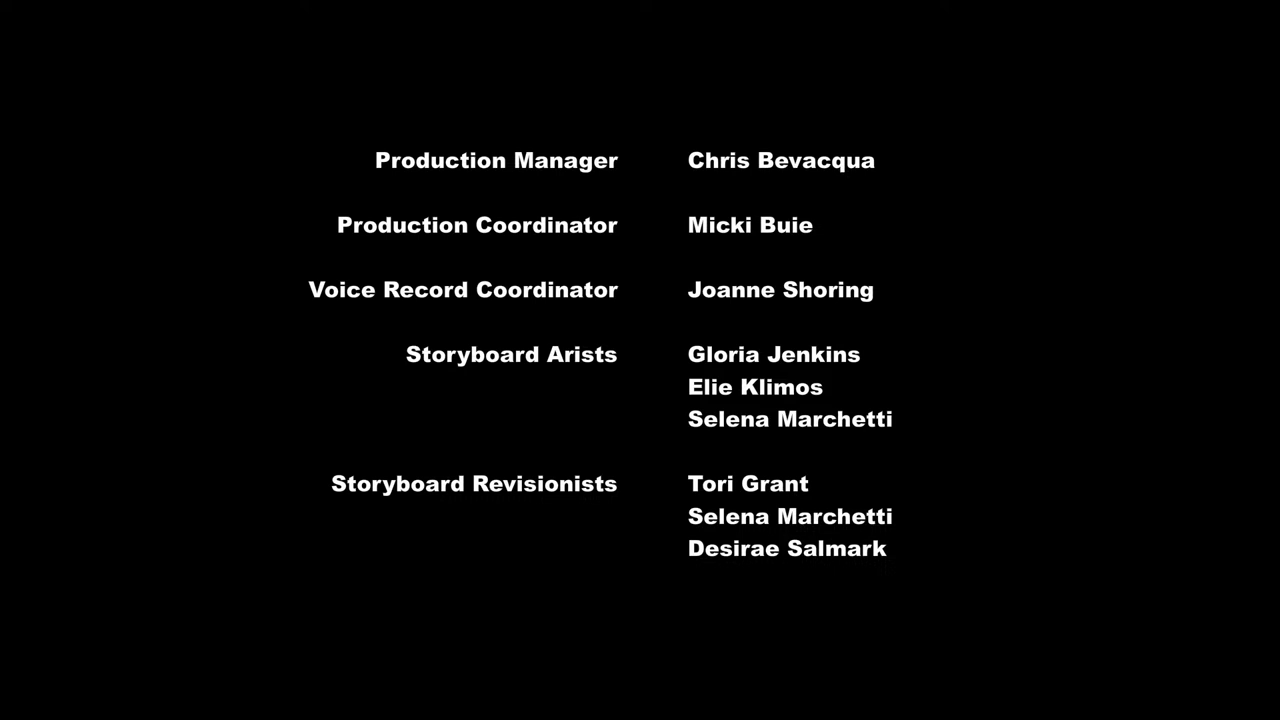 Production Manager Chris Bevacqua
Production Coordinator Micki Buie
Voice Record Coordinator Joanne Shoring
Storyboard Arists Gloria Jenkins
Elie Klimos
Selena Marchetti
Storyboard Revisionists Tori Grant
Selena Marchetti
Desirae Salmark